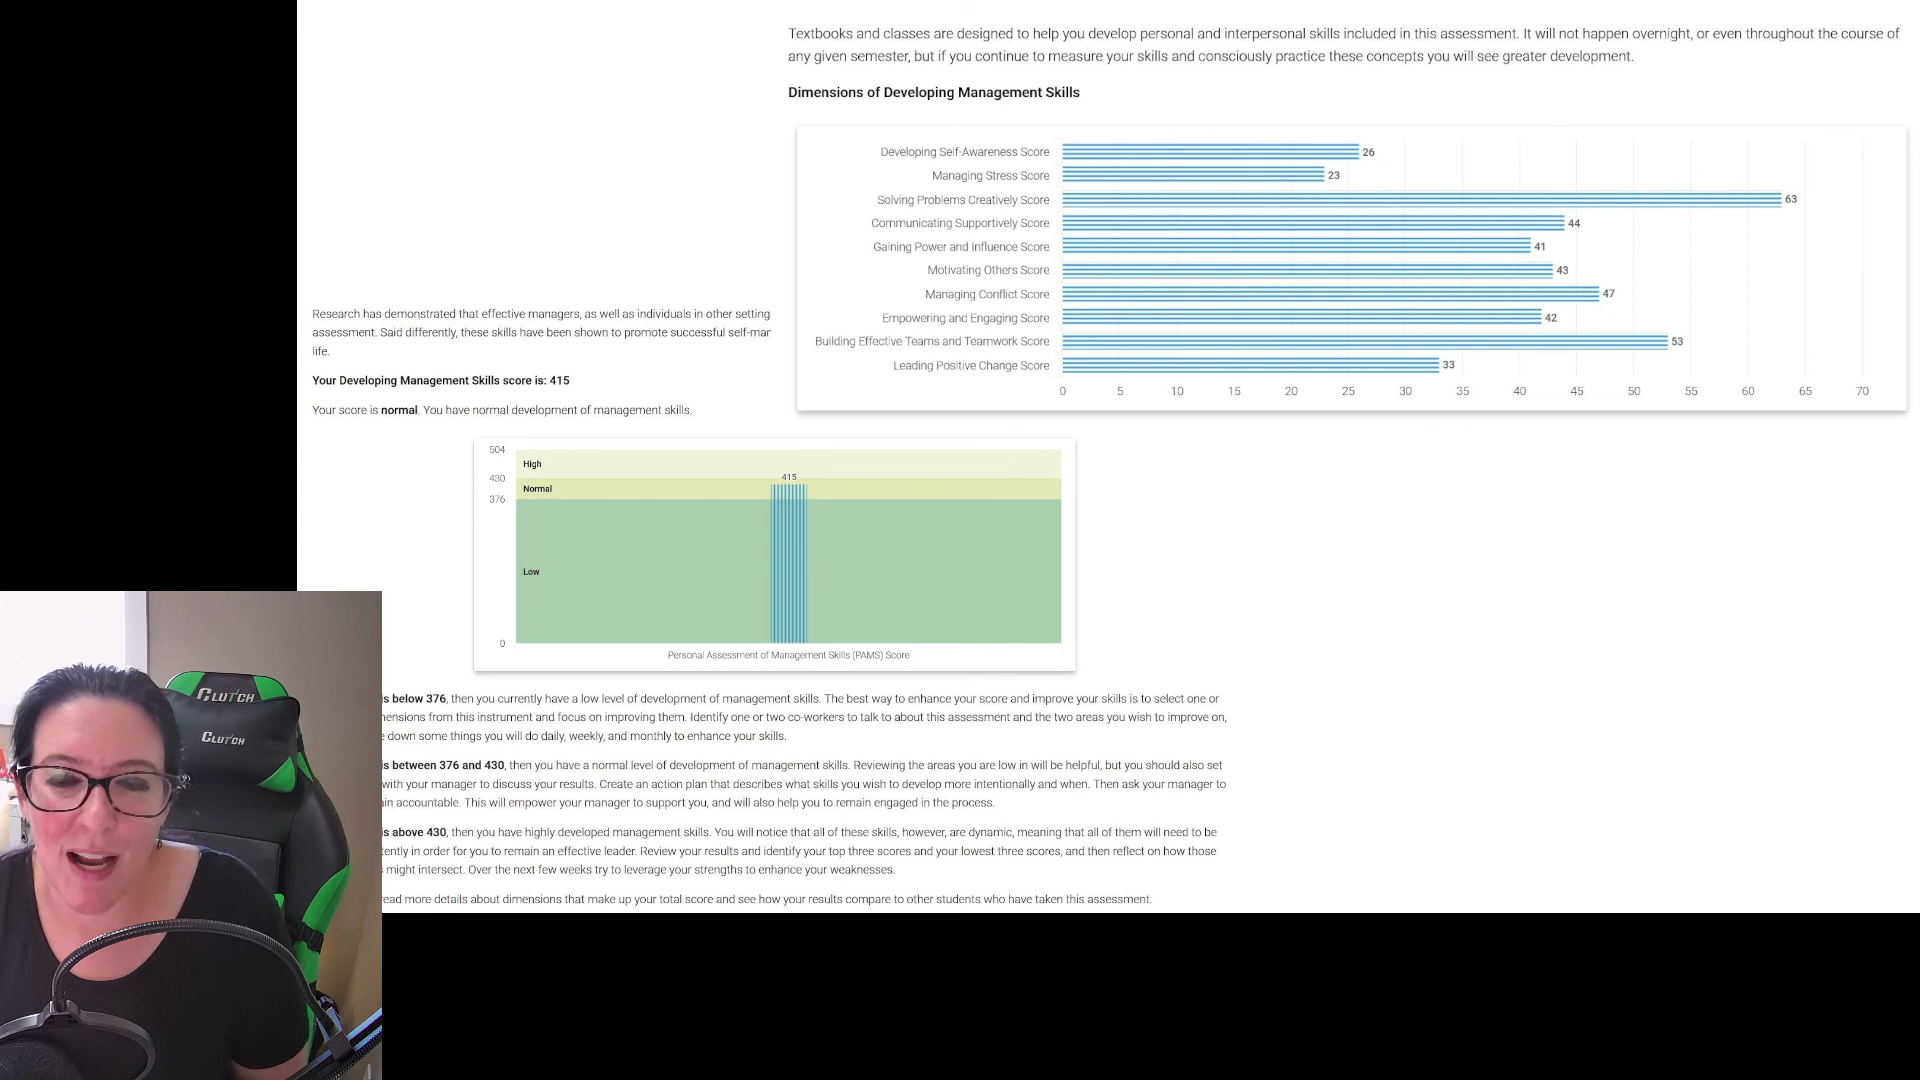 Textbooks and classes are designed to help you develop personal and interpersonal skills included in this assessment. It will not happen overnight, or even throughout the course of
any given semester, but if you continue to measure your skills and consciously practice these concepts you will see greater development.
Dimensions of Developing Management Skills
Developing Self-Awareness Score 26
Managing Stress Score 23
Solving Problems Creatively Score 63
Communicating Supportively Score 44
Gaining Power and Influence Score 41
Motivating Others Score 43
Managing Conflict Score 47
Empowering and Engaging Score 42
Building Effective Teams and Teamwork Score 53
Leading Positive Change Score 33
0 5 10 15 20 25 30 35 40 45 50 55 60 65 70
Research has demonstrated that effective managers, as well as individuals in other setting
assessment. Said differently, these skills have been shown to promote successful self-mar
life.
Your Developing Management Skills score is: 415
Your score is normal. You have normal development of management skills.
504
High
430
415
Normal
376
Low
0
Personal Assessment of Management Skills (PAMS) Score
is below 376, then you currently have a low level of development of management skills. The best way to enhance your score and improve your skills is to select one or
ensions from this instrument and focus on improving them. Identify one or two co-workers to talk to about this assessment and the two areas you wish to improve on,
down some things you will do daily, weekly, and monthly to enhance your skills.
is between 376 and 430, then you have a normal level of development of management skills. Reviewing the areas you are low in will be helpful, but you should also set
with your manager to discuss your results. Create an action plan that describes what skills you wish to develop more intentionally and when. Then ask your manager to
in accountable. This will empower your manager to support you, and will also help you to remain engaged in the process.
is above 430, then you have highly developed management skills. You will notice that all of these skills, however, are dynamic, meaning that all of them will need to be
tently in order for you to remain an effective leader. Review your results and identify your top three scores and your lowest three scores, and then reflect on how those
might intersect. Over the next few weeks try to leverage your strengths to enhance your weaknesses.
ead more details about dimensions that make up your total score and see how your results compare to other students who have taken this assessment.
CLUTCH
CLUTCH